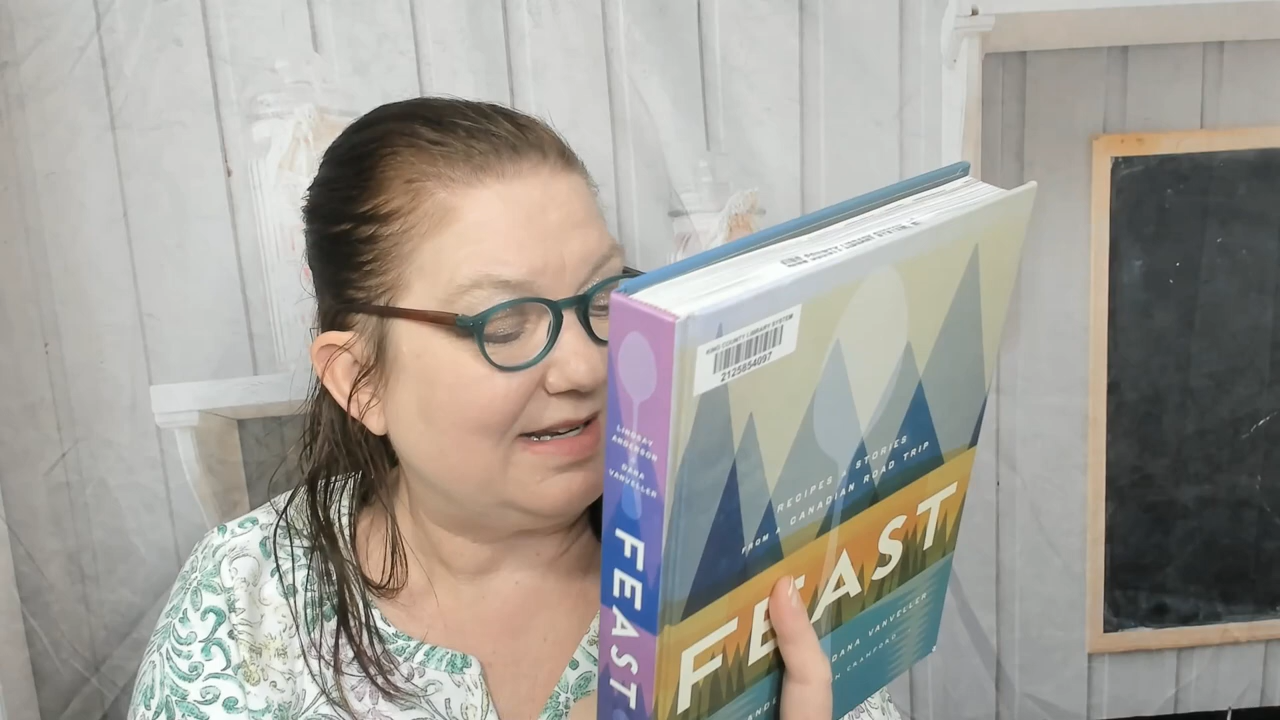 KING COUNTY LIBRARY SYSTEM
2125854097
LINDSAY
ANDERSON
&
DANA
VANVELLER
FEAST
RECIPES & STORIES
FROM A CANADIAN ROAD TRIP
FEAST
DANA VANVELLER
CRAWFORD